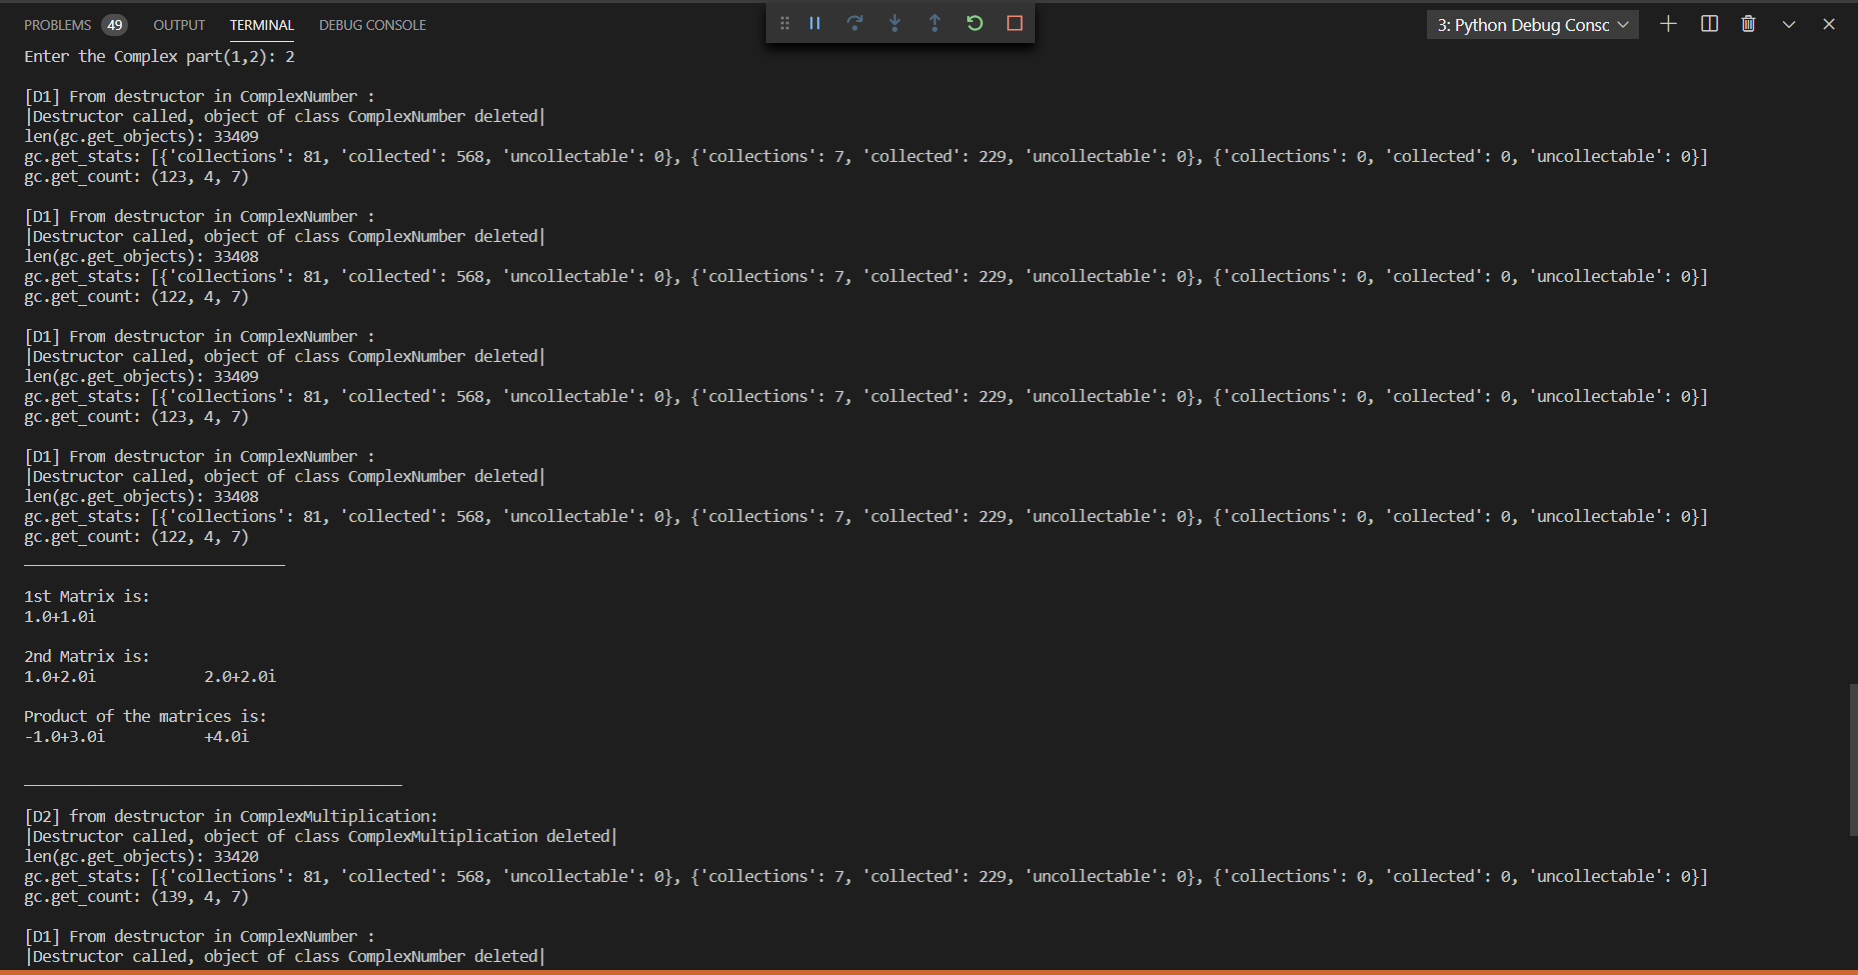 PROBLEMS 49 OUTPUT TERMINAL DEBUG CONSOLE 3: Python Debug Consc
Enter the Complex part(1,2): 2
[D1] From destructor in ComplexNumber :
|Destructor called, object of class ComplexNumber deleted|
len(gc.get_objects): 33409
gc.get_stats: [{'collections': 81, 'collected': 568, 'uncollectable': 0}, {'collections': 7, 'collected': 229, 'uncollectable': 0}, {'collections': 0, 'collected': 0, 'uncollectable': 0}]
gc.get_count: (123, 4, 7)
[D1] From destructor in ComplexNumber :
|Destructor called, object of class ComplexNumber deleted|
len(gc.get_objects): 33408
gc.get_stats: [{'collections': 81, 'collected': 568, 'uncollectable': 0}, {'collections': 7, 'collected': 229, 'uncollectable': 0}, {'collections': 0, 'collected': 0, 'uncollectable': 0}]
gc.get_count: (122, 4, 7)
[D1] From destructor in ComplexNumber :
|Destructor called, object of class ComplexNumber deleted|
len(gc.get_objects): 33409
gc.get_stats: [{'collections': 81, 'collected': 568, 'uncollectable': 0}, {'collections': 7, 'collected': 229, 'uncollectable': 0}, {'collections': 0, 'collected': 0, 'uncollectable': 0}]
gc.get_count: (123, 4, 7)
[D1] From destructor in ComplexNumber :
|Destructor called, object of class ComplexNumber deleted|
len(gc.get_objects): 33408
gc.get_stats: [{'collections': 81, 'collected': 568, 'uncollectable': 0}, {'collections': 7, 'collected': 229, 'uncollectable': 0}, {'collections': 0, 'collected': 0, 'uncollectable': 0}]
gc.get_count: (122, 4, 7)
_____________________________
1st Matrix is:
1.0+1.0i
2nd Matrix is:
1.0+2.0i 2.0+2.0i
Product of the matrices is:
-1.0+3.0i +4.0i
__________________________________________
[D2] from destructor in ComplexMultiplication:
|Destructor called, object of class ComplexMultiplication deleted|
len(gc.get_objects): 33420
gc.get_stats: [{'collections': 81, 'collected': 568, 'uncollectable': 0}, {'collections': 7, 'collected': 229, 'uncollectable': 0}, {'collections': 0, 'collected': 0, 'uncollectable': 0}]
gc.get_count: (139, 4, 7)
[D1] From destructor in ComplexNumber :
|Destructor called, object of class ComplexNumber deleted|